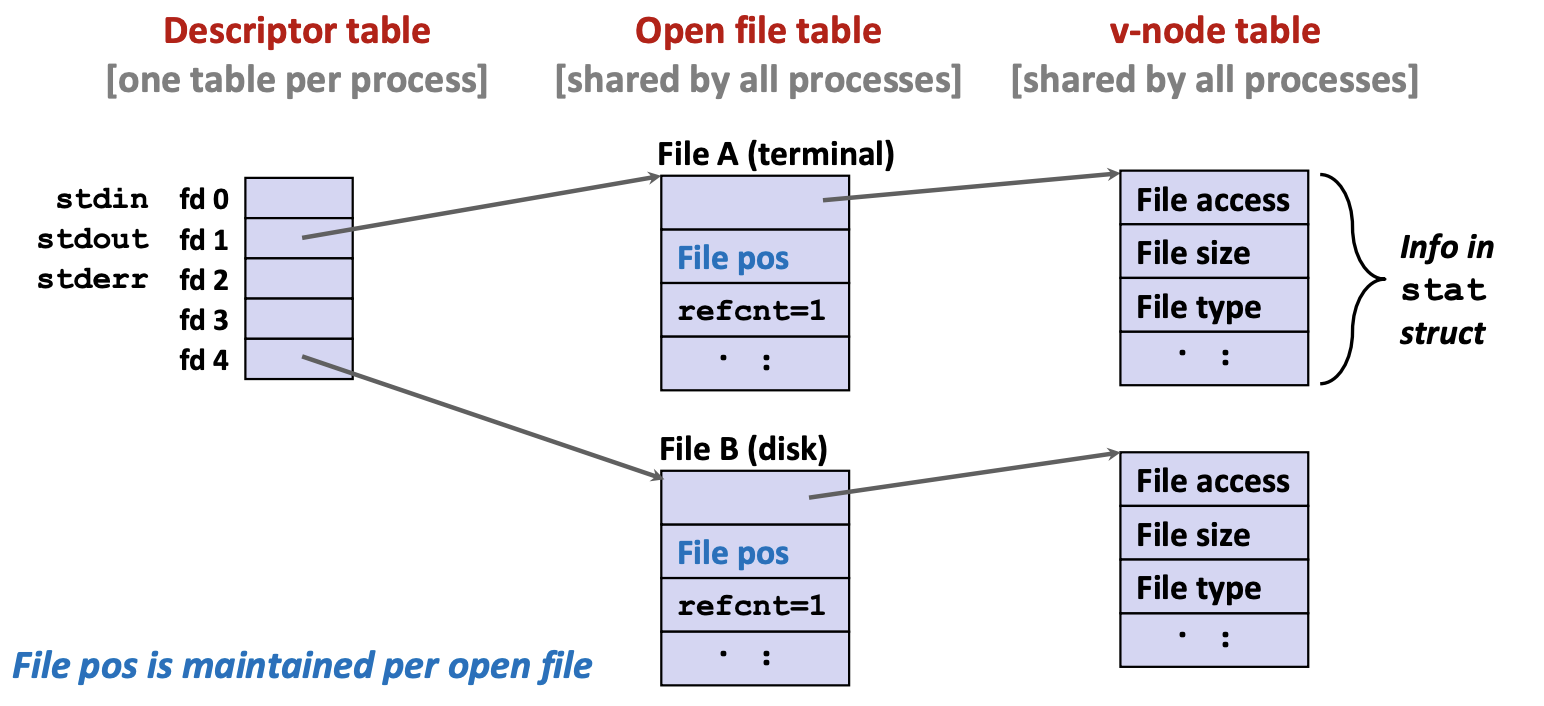 Descriptor table
[one table per process]
Open file table
[shared by all processes]
v-node table
[shared by all processes]
stdin fd 0
stdout fd 1
stderr fd 2
fd 3
fd 4
File A (terminal)
File pos
refcnt=1
File access
File size
File type
Info in
stat
struct
File B (disk)
File pos
refcnt=1
File access
File size
File type
File pos is maintained per open file